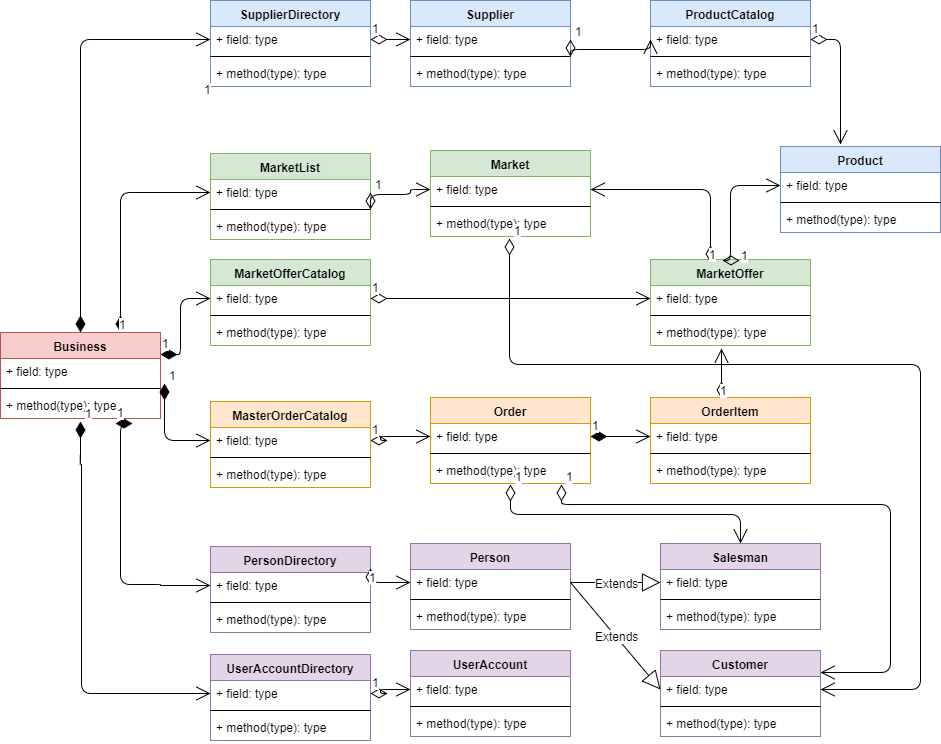 SupplierDirectory
+ field: type
+ method(type): type
1
1
Supplier
+ field: type
+ method(type): type
1
ProductCatalog
+ field: type
+ method(type): type
1
Product
+ field: type
+ method(type): type
MarketList
+ field: type
+ method(type): type
1
Market
+ field: type
+ method(type): type
1
MarketOfferCatalog
+ field: type
+ method(type): type
1
MarketOffer
+ field: type
+ method(type): type
1
1
Business
+ field: type
+ method(type): type
1
1
1
1
1
MasterOrderCatalog
+ field: type
+ method(type): type
1
Order
+ field: type
+ method(type): type
1
1
1
OrderItem
+ field: type
+ method(type): type
1
PersonDirectory
+ field: type
+ method(type): type
1
Person
+ field: type
+ method(type): type
Extends
Extends
Salesman
+ field: type
+ method(type): type
UserAccountDirectory
+ field: type
+ method(type): type
1
UserAccount
+ field: type
+ method(type): type
Customer
+ field: type
+ method(type): type